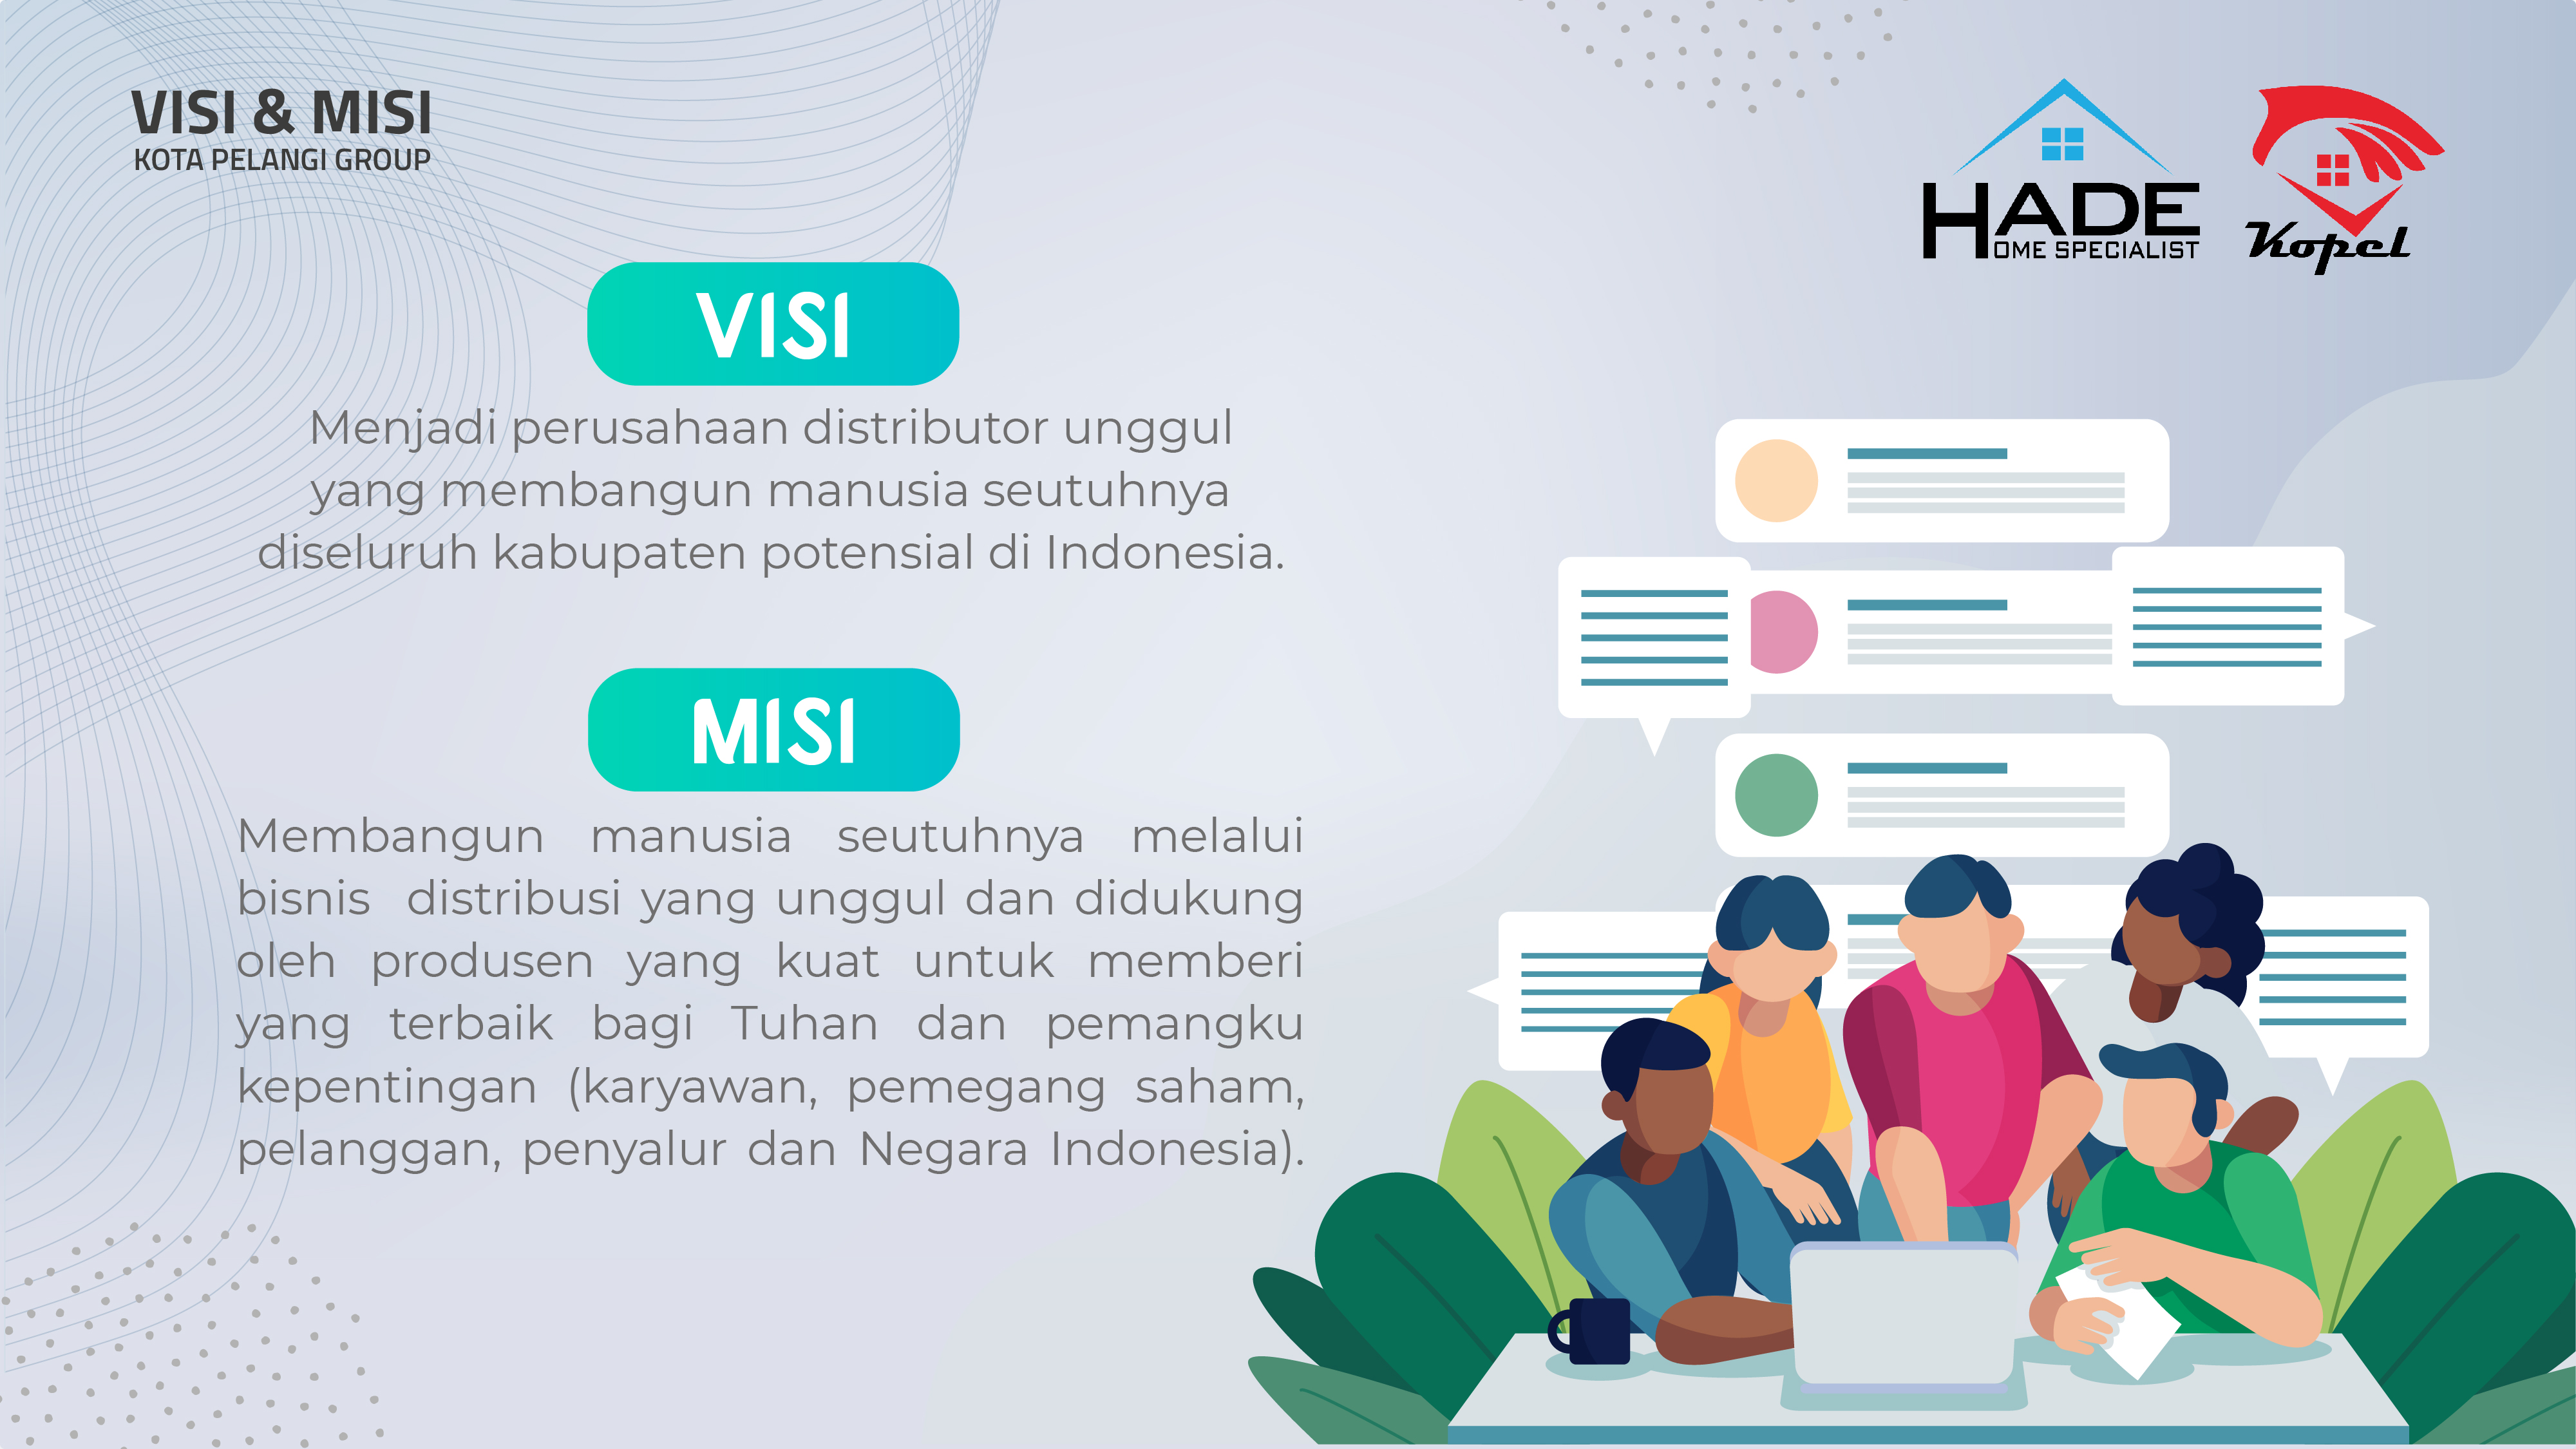 VISI & MISI
KOTA PELANGI GROUP
HADE
HOME SPECIALIST
Kopel
VISI
Menjadi perusahaan distributor unggul
yang membangun manusia seutuhnya
diseluruh kabupaten potensial di Indonesia.
MISI
Membangun manusia seutuhnya melalui
bisnis distribusi yang unggul dan didukung
oleh produsen yang kuat untuk memberi
yang terbaik bagi Tuhan dan pemangku
kepentingan (karyawan, pemegang saham,
pelanggan, penyalur dan Negara Indonesia).